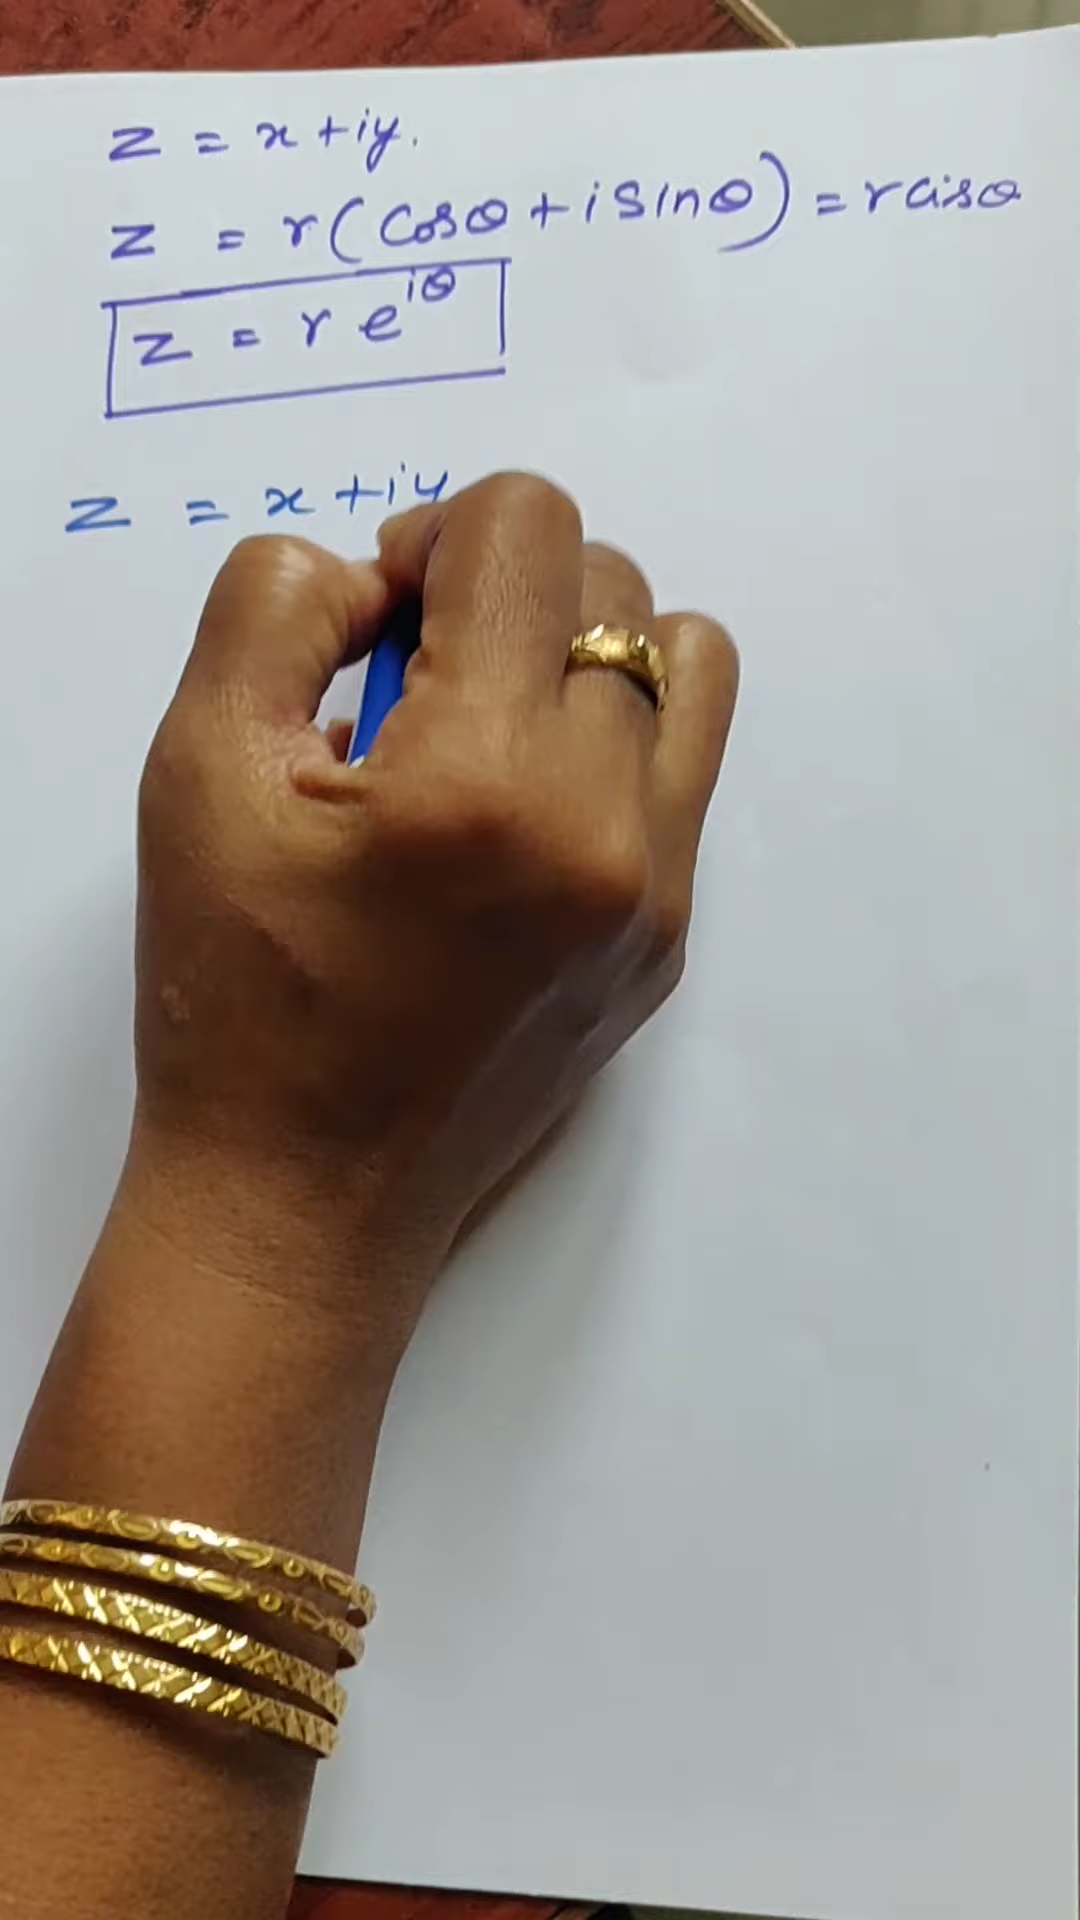 z = x + iy.
z = r(cosθ + i sinθ) = r cisθ
z = r e^{iθ}
z = x + iy